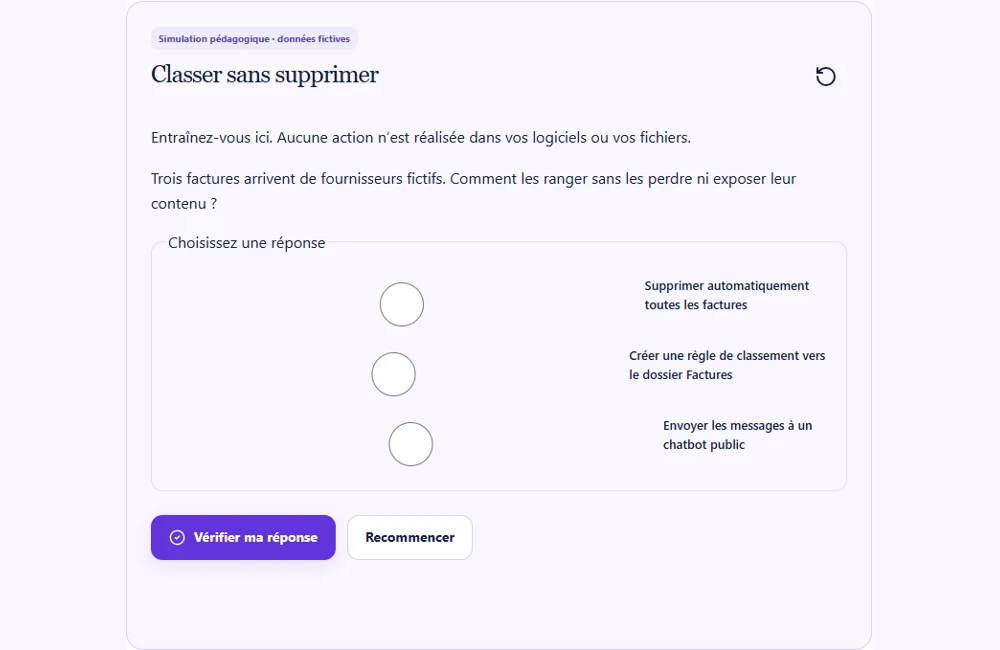 Simulation pédagogique • données fictives
Classer sans supprimer
Entraînez-vous ici. Aucune action n’est réalisée dans vos logiciels ou vos fichiers.
Trois factures arrivent de fournisseurs fictifs. Comment les ranger sans les perdre ni exposer leur
contenu ?
Choisissez une réponse
Supprimer automatiquement
toutes les factures
Créer une règle de classement vers
le dossier Factures
Envoyer les messages à un
chatbot public
Vérifier ma réponse
Recommencer